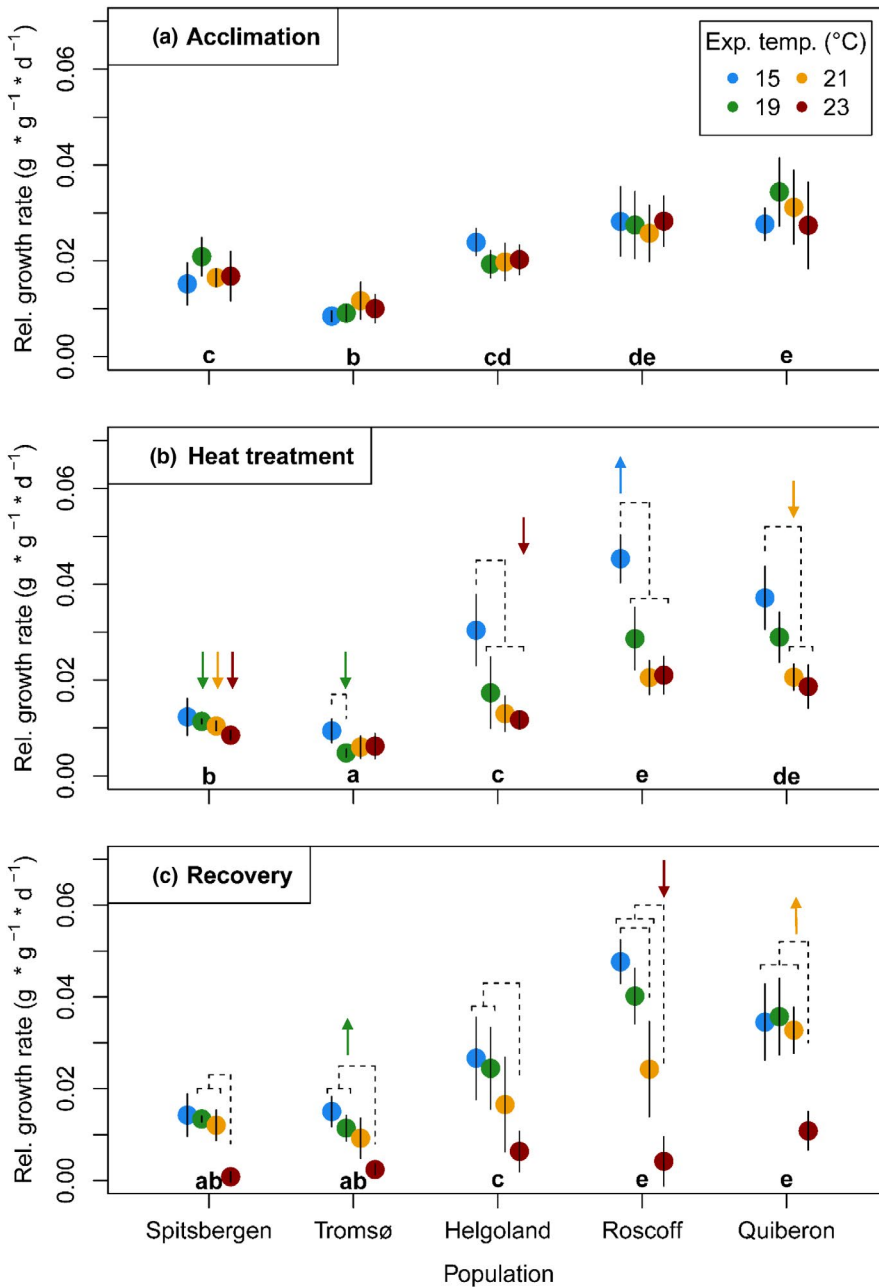 (a) Acclimation
Exp. temp. (°C)
15 21
19 23
Rel. growth rate (g * g⁻¹ * d⁻¹)
0.06
0.04
0.02
0.00
c b cd de e
(b) Heat treatment
Rel. growth rate (g * g⁻¹ * d⁻¹)
0.06
0.04
0.02
0.00
b a c e de
(c) Recovery
Rel. growth rate (g * g⁻¹ * d⁻¹)
0.06
0.04
0.02
0.00
ab ab c e e
Spitsbergen Tromsø Helgoland Roscoff Quiberon
Population